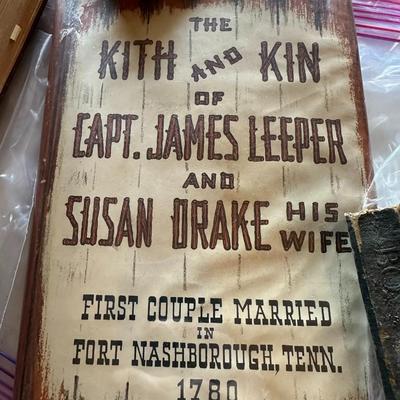 THE
KITH AND KIN
OF
CAPT. JAMES LEEPER
AND
SUSAN DRAKE HIS WIFE
FIRST COUPLE MARRIED
IN
FORT NASHBOROUGH, TENN.
1780